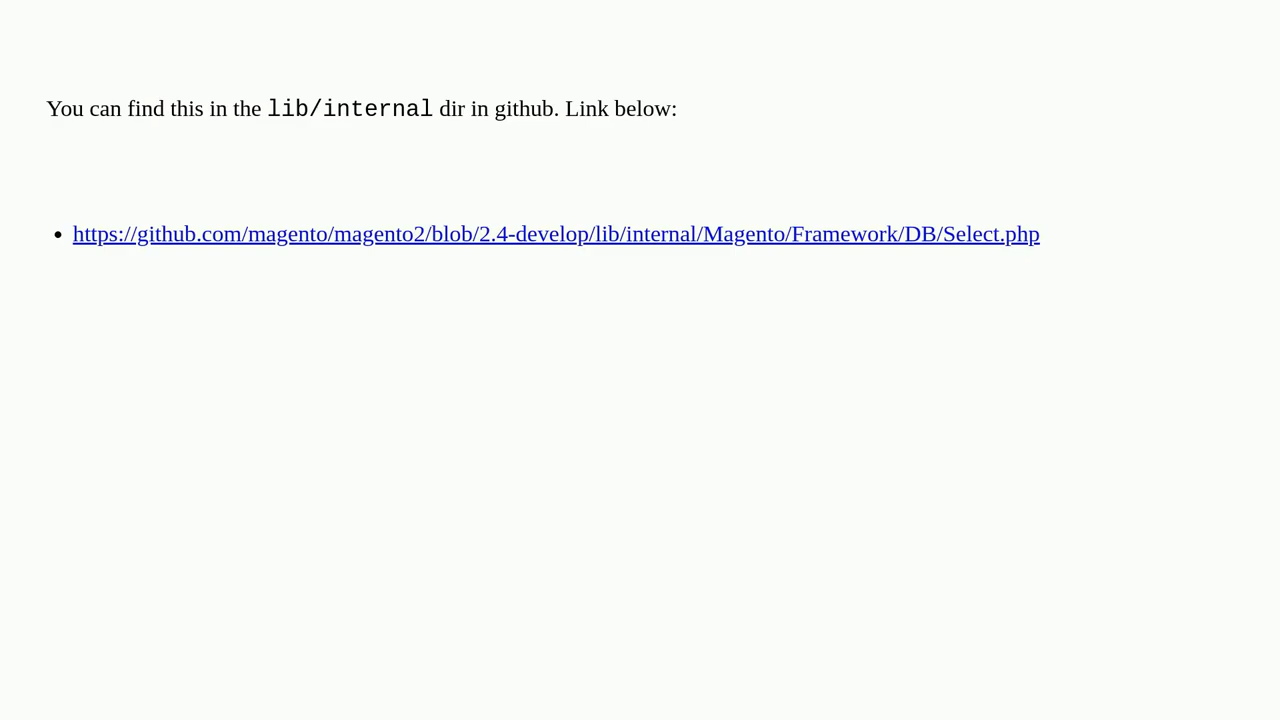 You can find this in the lib/internal dir in github. Link below:
• https://github.com/magento/magento2/blob/2.4-develop/lib/internal/Magento/Framework/DB/Select.php